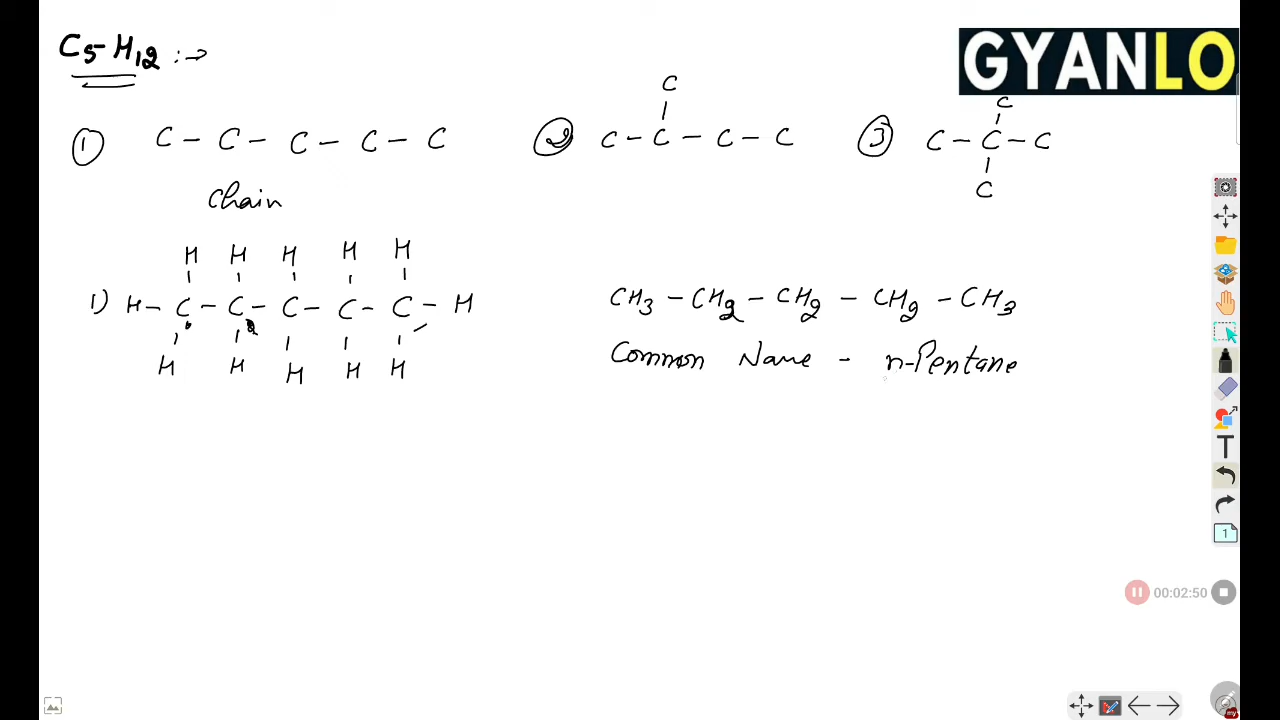 C5-H12 :→
GYANLO
① C - C - C - C - C
C
② C - C - C - C
C
③ C - C - C
C
Chain
H H H H H
1) H - C - C - C - C - C - H
H H H H H
CH3 - CH2 - CH2 - CH2 - CH3
Common Name - n-Pentane
T
1
00:02:50